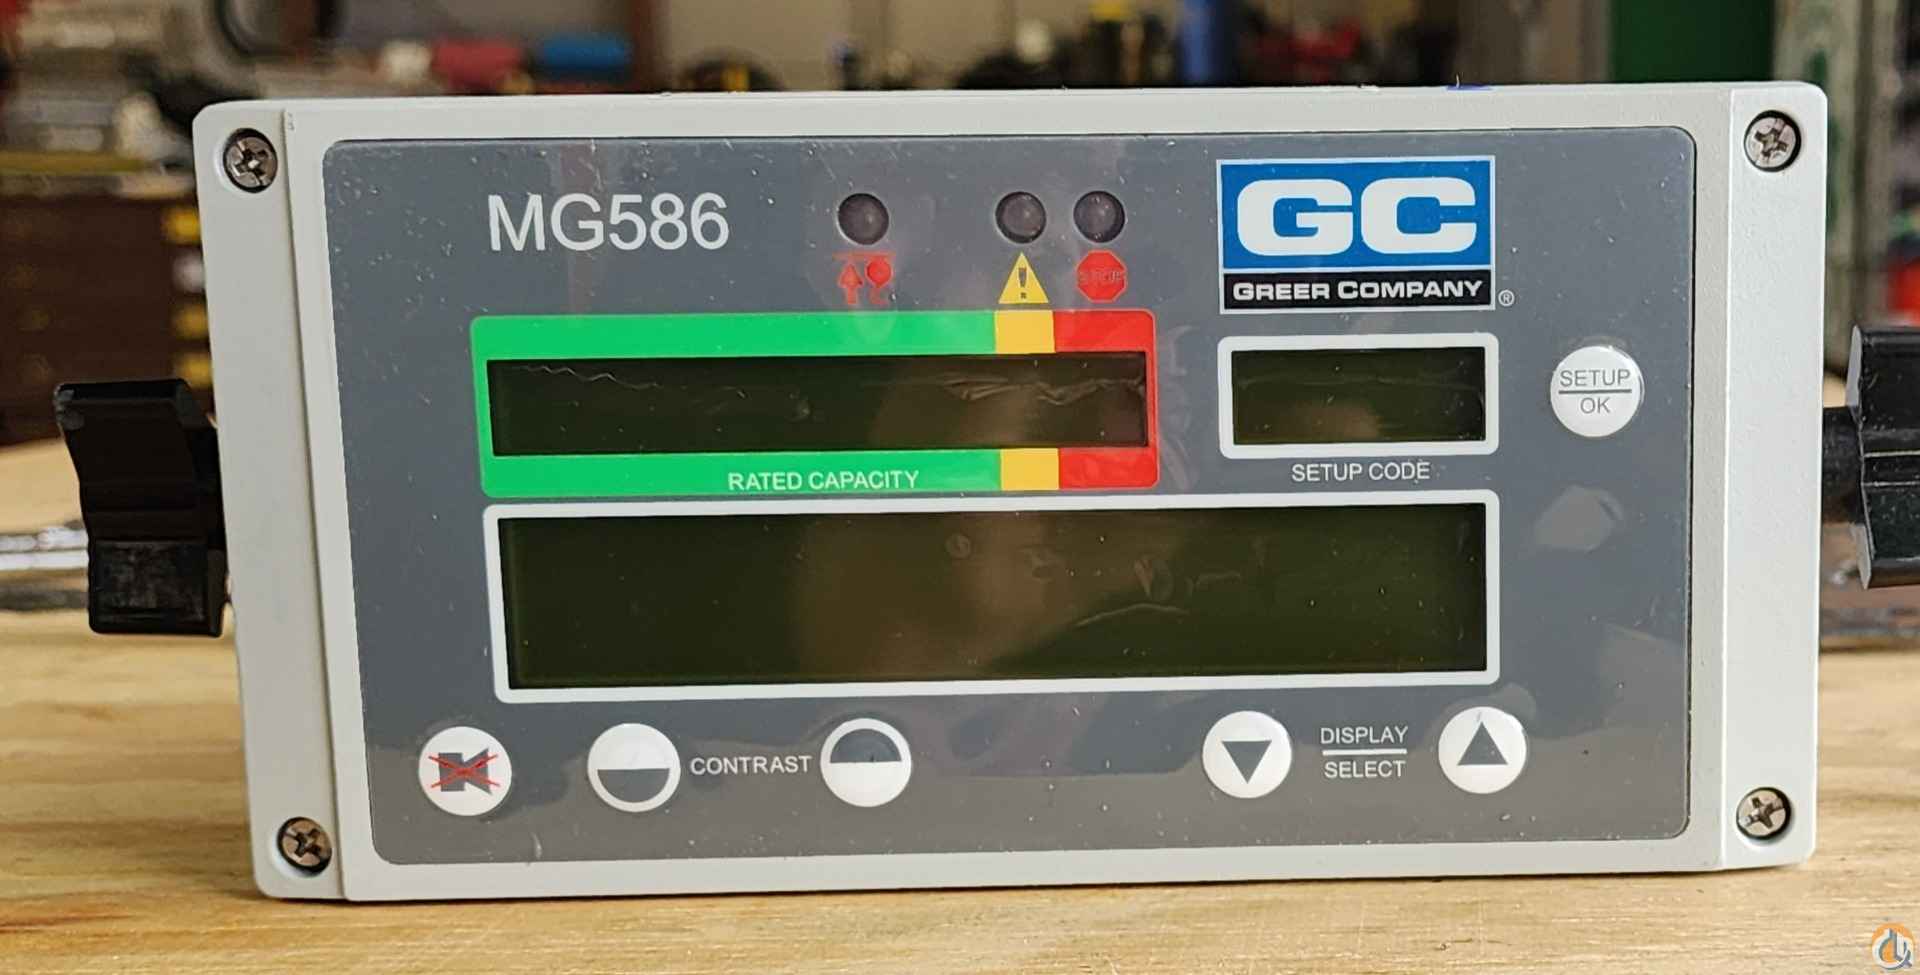 MG586
STOP
GC
GREER COMPANY ®
SETUP
OK
RATED CAPACITY
SETUP CODE
CONTRAST
DISPLAY
SELECT